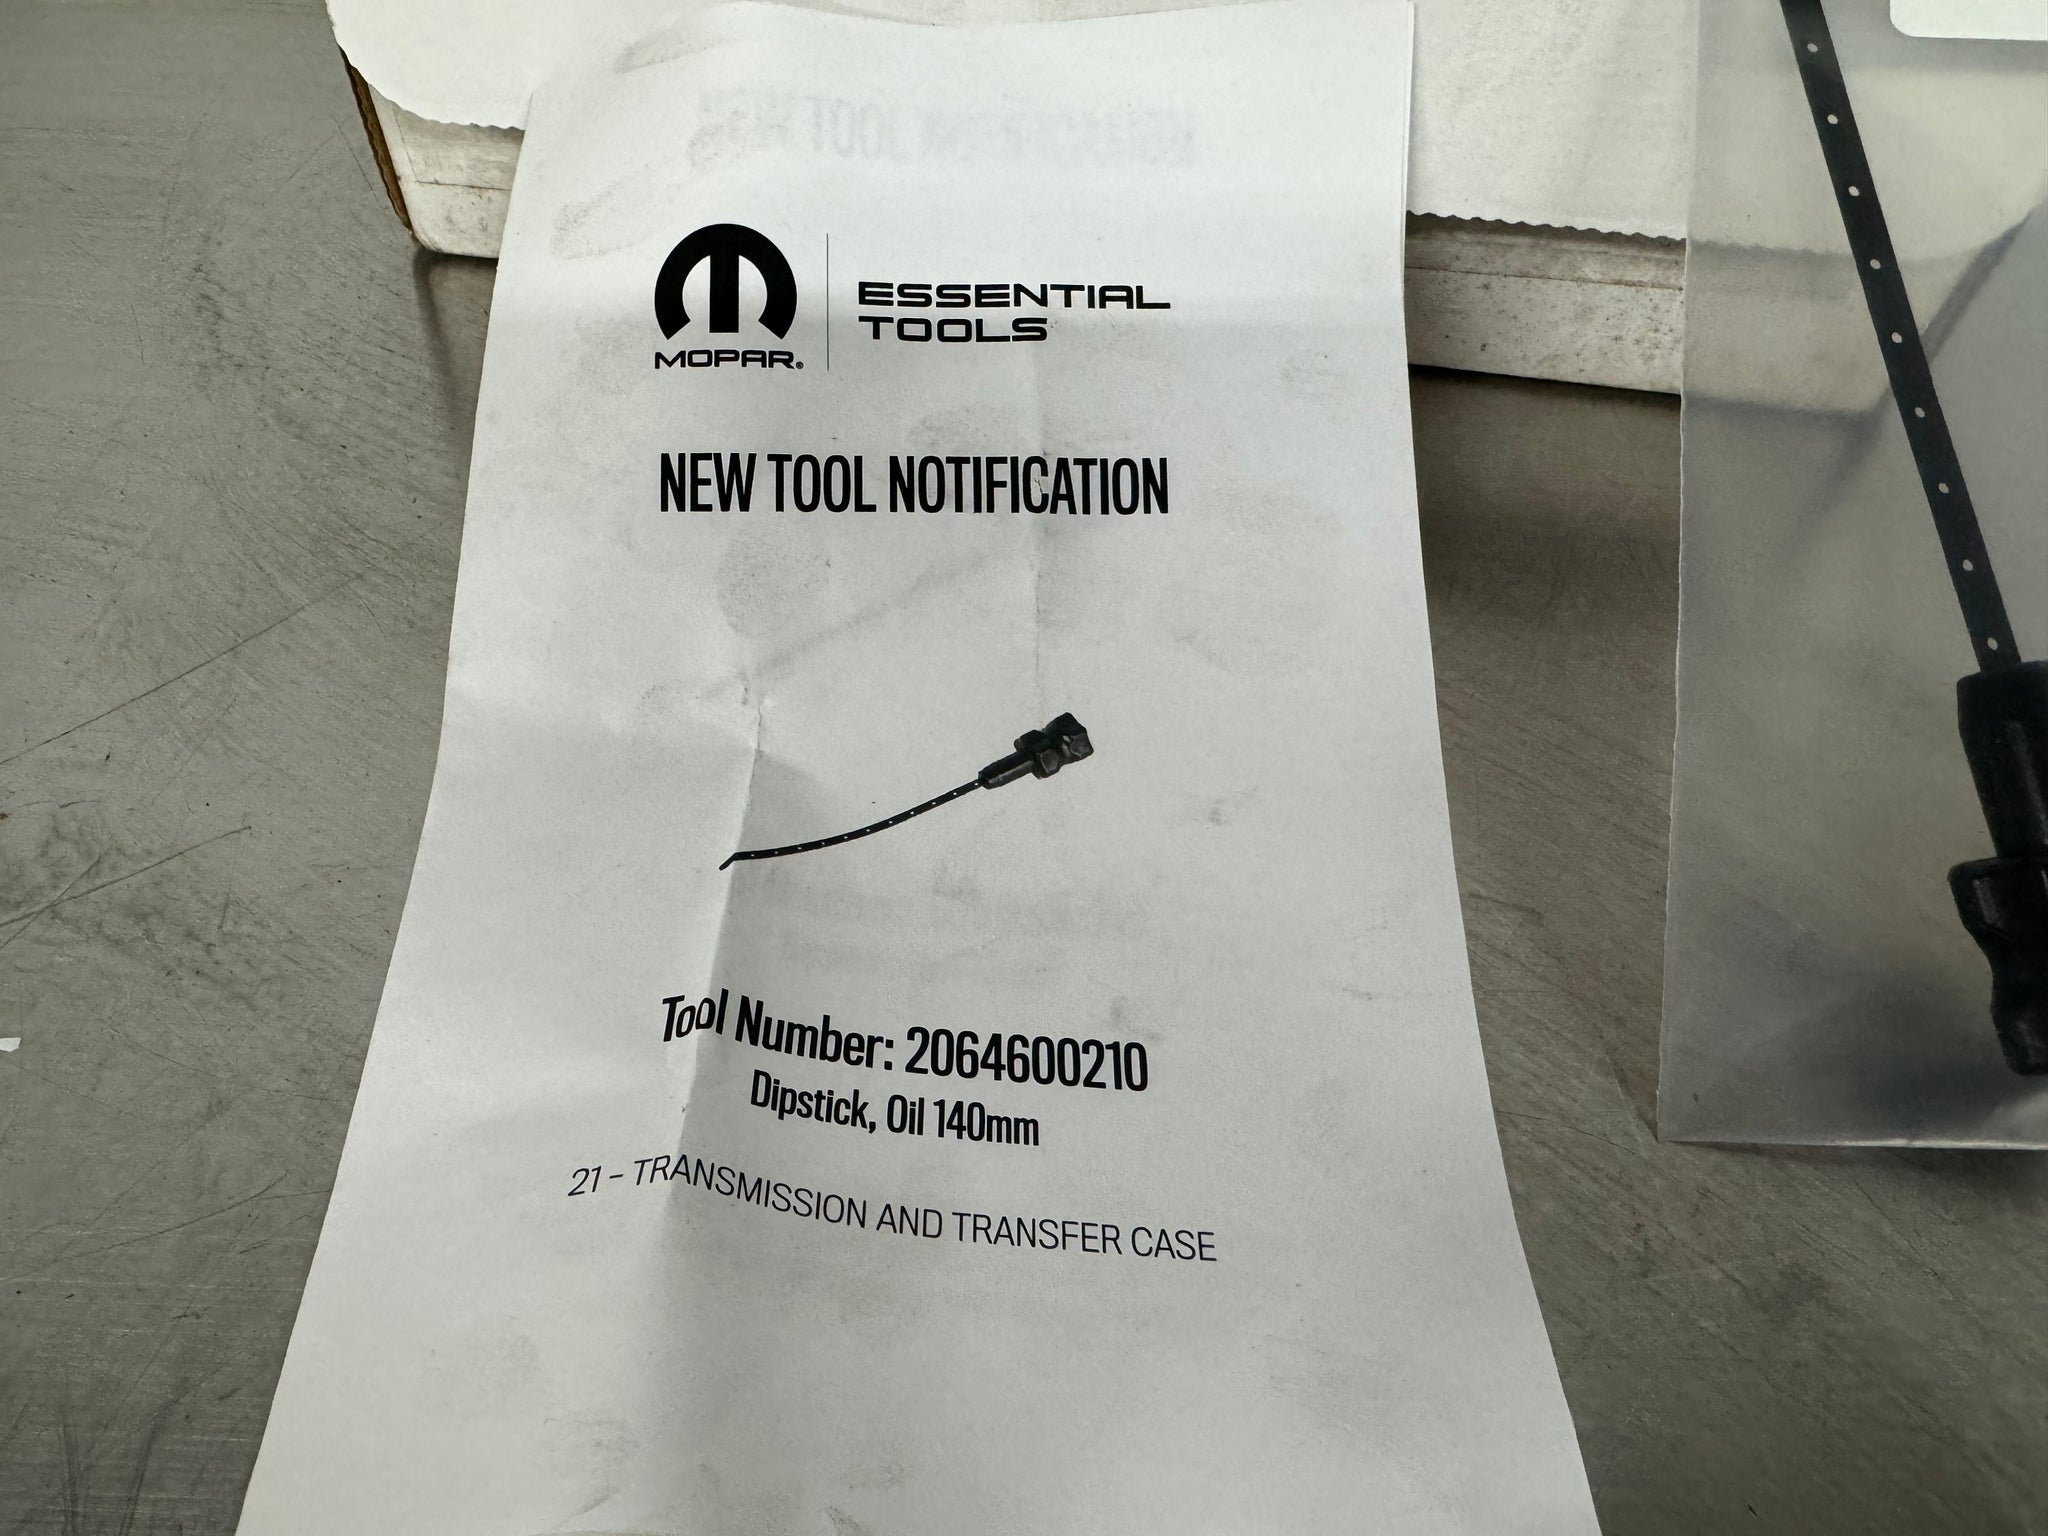 MOPAR®
ESSENTIAL
TOOLS
NEW TOOL NOTIFICATION
Tool Number: 2064600210
Dipstick, Oil 140mm
21 - TRANSMISSION AND TRANSFER CASE